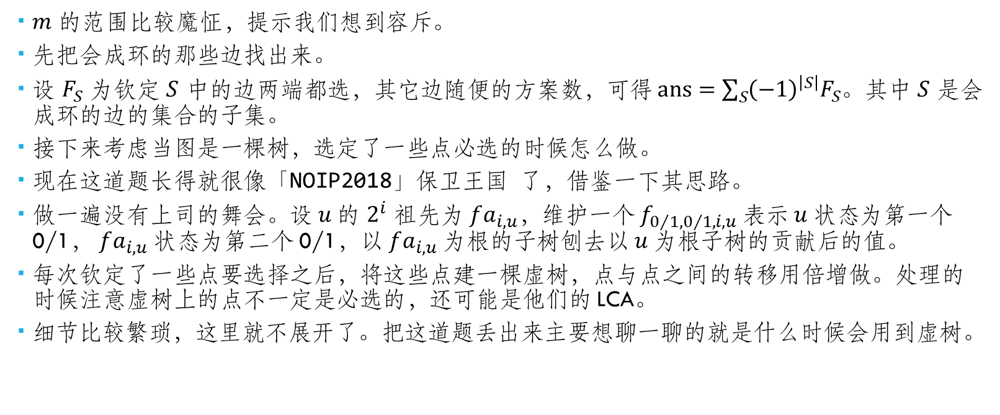 ▪ m 的范围比较魔怔，提示我们想到容斥。
▪ 先把会成环的那些边找出来。
▪ 设 F_S 为钦定 S 中的边两端都选，其它边随便的方案数，可得 ans = ∑_S(−1)^{|S|}F_S。其中 S 是会
成环的边的集合的子集。
▪ 接下来考虑当图是一棵树，选定了一些点必选的时候怎么做。
▪ 现在这道题长得就很像「NOIP2018」保卫王国 了，借鉴一下其思路。
▪ 做一遍没有上司的舞会。设 u 的 2^i 祖先为 fa_{i,u}，维护一个 f_{0/1,0/1,i,u} 表示 u 状态为第一个
0/1，fa_{i,u} 状态为第二个 0/1，以 fa_{i,u} 为根的子树刨去以 u 为根子树的贡献后的值。
▪ 每次钦定了一些点要选择之后，将这些点建一棵虚树，点与点之间的转移用倍增做。处理的
时候注意虚树上的点不一定是必选的，还可能是他们的 LCA。
▪ 细节比较繁琐，这里就不展开了。把这道题丢出来主要想聊一聊的就是什么时候会用到虚树。